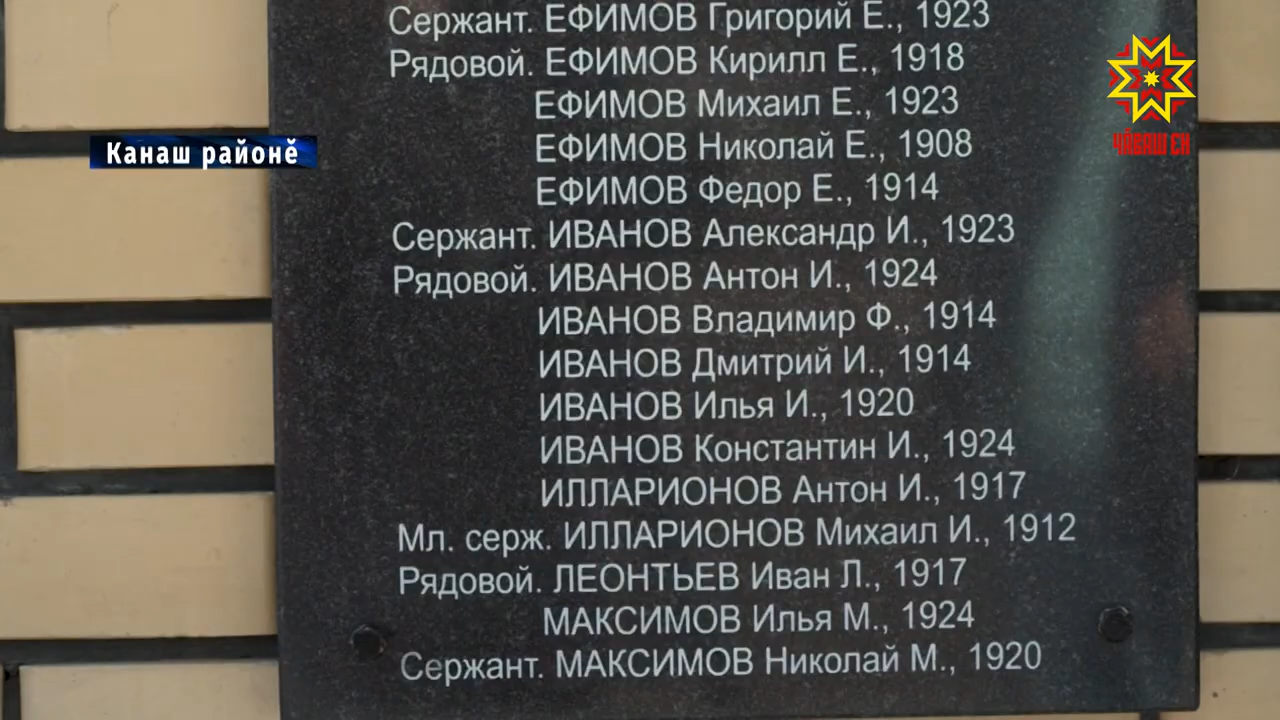 Сержант. ЕФИМОВ Григорий Е., 1923
Рядовой. ЕФИМОВ Кирилл Е., 1918
ЕФИМОВ Михаил Е., 1923
ЕФИМОВ Николай Е., 1908
ЕФИМОВ Федор Е., 1914
Сержант. ИВАНОВ Александр И., 1923
Рядовой. ИВАНОВ Антон И., 1924
ИВАНОВ Владимир Ф., 1914
ИВАНОВ Дмитрий И., 1914
ИВАНОВ Илья И., 1920
ИВАНОВ Константин И., 1924
ИЛЛАРИОНОВ Антон И., 1917
Мл. серж. ИЛЛАРИОНОВ Михаил И., 1912
Рядовой. ЛЕОНТЬЕВ Иван Л., 1917
МАКСИМОВ Илья М., 1924
Сержант. МАКСИМОВ Николай М., 1920
Канаш районӗ
ЧӐВАШ ЕН